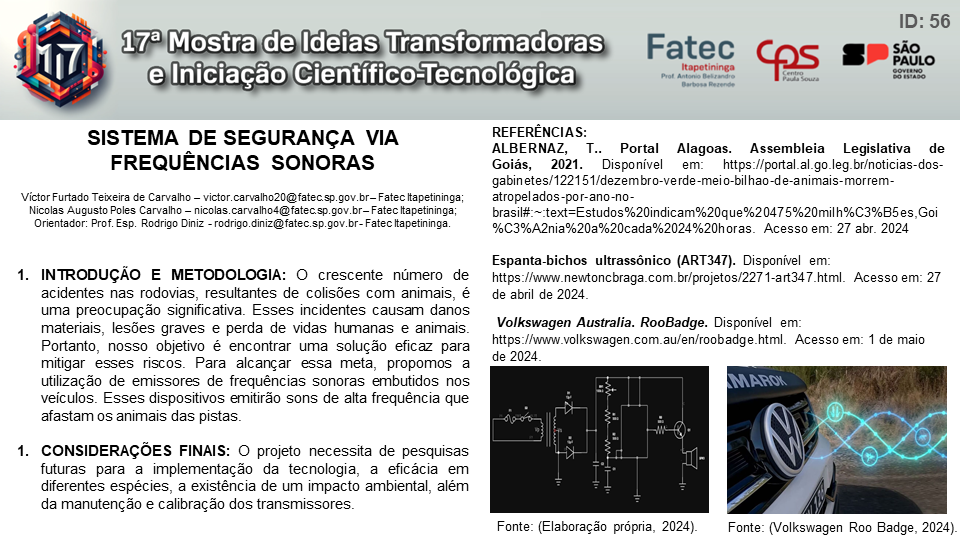 ID: 56
17ª Mostra de Ideias Transformadoras
e Iniciação Científico-Tecnológica
M17
Fatec
Itapetininga
Prof. Antonio Belizandro
Barbosa Rezende
CPS
Centro
Paula Souza
SP
SÃO PAULO
GOVERNO
DO ESTADO
SISTEMA DE SEGURANÇA VIA
FREQUÊNCIAS SONORAS
Víctor Furtado Teixeira de Carvalho – victor.carvalho20@fatec.sp.gov.br – Fatec Itapetininga;
Nicolas Augusto Poles Carvalho – nicolas.carvalho4@fatec.sp.gov.br – Fatec Itapetininga;
Orientador: Prof. Esp. Rodrigo Diniz - rodrigo.diniz@fatec.sp.gov.br - Fatec Itapetininga.
1. INTRODUÇÃO E METODOLOGIA: O crescente número de
acidentes nas rodovias, resultantes de colisões com animais, é
uma preocupação significativa. Esses incidentes causam danos
materiais, lesões graves e perda de vidas humanas e animais.
Portanto, nosso objetivo é encontrar uma solução eficaz para
mitigar esses riscos. Para alcançar essa meta, propomos a
utilização de emissores de frequências sonoras embutidos nos
veículos. Esses dispositivos emitirão sons de alta frequência que
afastam os animais das pistas.
1. CONSIDERAÇÕES FINAIS: O projeto necessita de pesquisas
futuras para a implementação da tecnologia, a eficácia em
diferentes espécies, a existência de um impacto ambiental, além
da manutenção e calibração dos transmissores.
REFERÊNCIAS:
ALBERNAZ, T.. Portal Alagoas. Assembleia Legislativa de
Goiás, 2021. Disponível em: https://portal.al.go.leg.br/noticias-dos-
gabinetes/122151/dezembro-verde-meio-bilhao-de-animais-morrem-
atropelados-por-ano-no-
brasil#:~:text=Estudos%20indicam%20que%20475%20milh%C3%B5es,Goi
%C3%A2nia%20a%20cada%2024%20horas. Acesso em: 27 abr. 2024
Espanta-bichos ultrassônico (ART347). Disponível em:
https://www.newtoncbraga.com.br/projetos/2271-art347.html. Acesso em: 27
de abril de 2024.
Volkswagen Australia. RooBadge. Disponível em:
https://www.volkswagen.com.au/en/roobadge.html. Acesso em: 1 de maio
de 2024.
AMAROK
Fonte: (Elaboração própria, 2024).
Fonte: (Volkswagen Roo Badge, 2024).